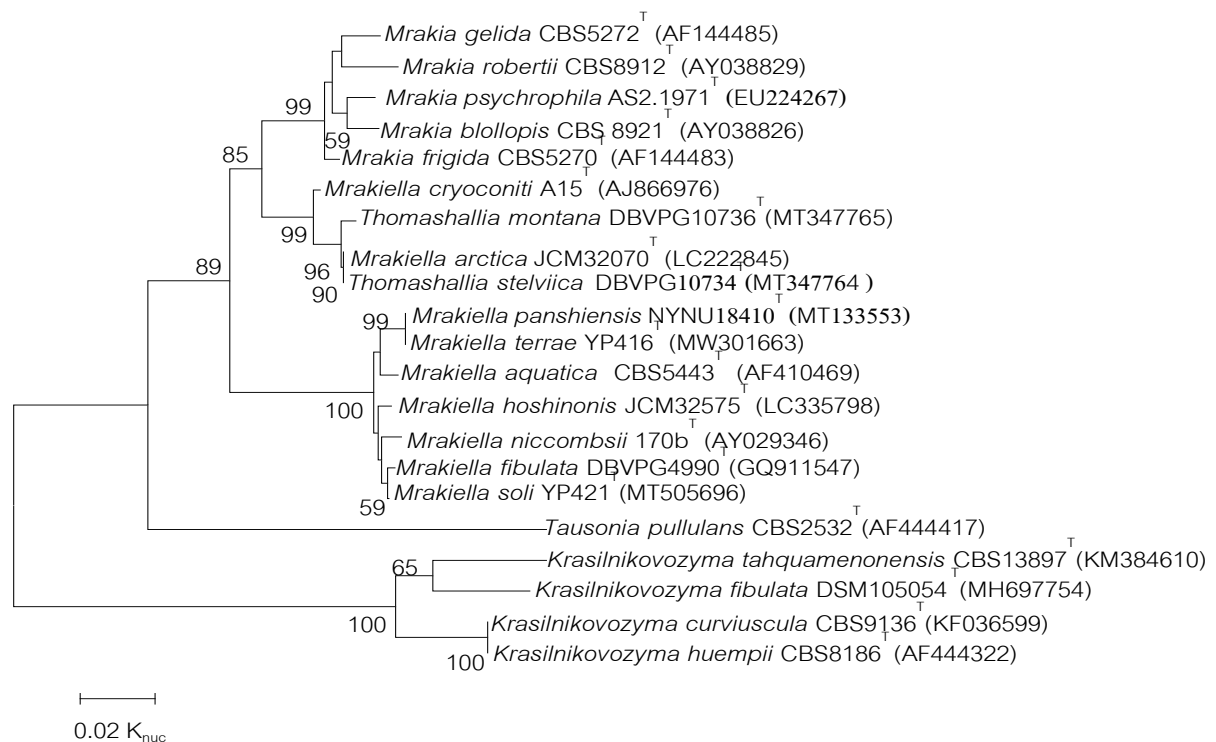 Mrakia gelida CBS5272T (AF144485)
Mrakia robertii CBS8912T (AY038829)
99
Mrakia psychrophila AS2.1971T (EU224267)
Mrakia blollopis CBS 8921T (AY038826)
59
85
Mrakia frigida CBS5270T (AF144483)
Mrakiella cryoconiti A15T (AJ866976)
Thomashallia montana DBVPG10736T (MT347765)
99
89
Mrakiella arctica JCM32070T (LC222845)
96
Thomashallia stelviica DBVPG10734T (MT347764 )
90
Mrakiella panshiensis NYNU18410T (MT133553)
99
Mrakiella terrae YP416T (MW301663)
Mrakiella aquatica CBS5443T (AF410469)
100
Mrakiella hoshinonis JCM32575T (LC335798)
Mrakiella niccombsii 170bT (AY029346)
Mrakiella fibulata DBVPG4990T (GQ911547)
Mrakiella soli YP421T (MT505696)
59
Tausonia pullulans CBS2532T (AF444417)
Krasilnikovozyma tahquamenonensis CBS13897T (KM384610)
65
Krasilnikovozyma fibulata DSM105054T (MH697754)
100
Krasilnikovozyma curviuscula CBS9136T (KF036599)
Krasilnikovozyma huempii CBS8186T (AF444322)
100
0.02 Knuc